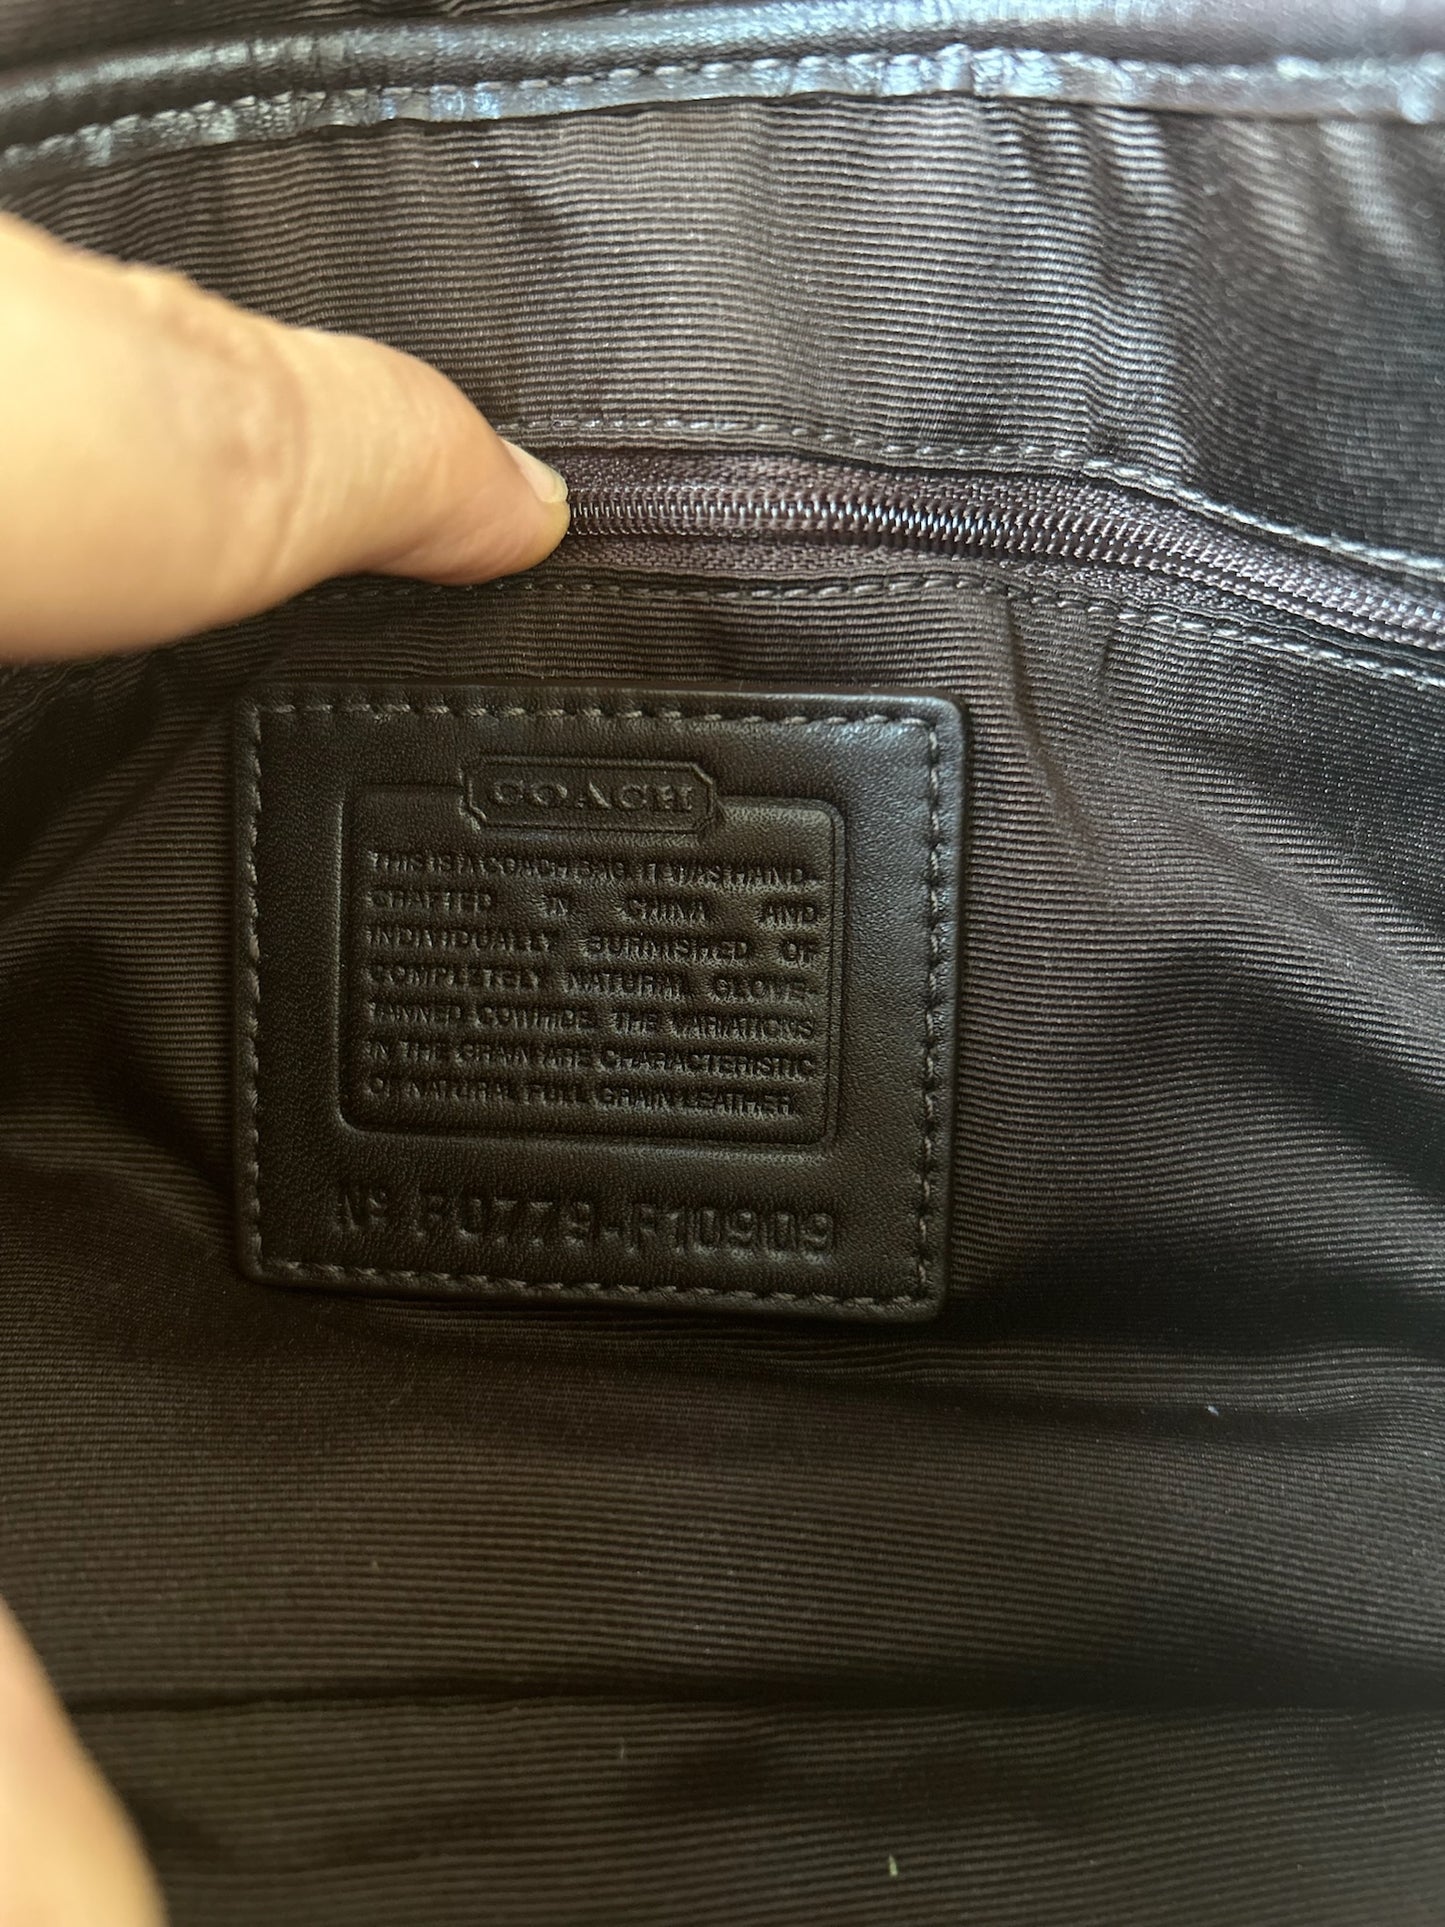 COACH
THIS IS A COACH BAG. IT WAS HAND-
CRAFTED IN CHINA AND
INDIVIDUALLY BURNISHED OF
COMPLETELY NATURAL GLOVE-
TANNED COWHIDE. THE VARIATIONS
IN THE GRAIN ARE CHARACTERISTIC
OF NATURAL FULL GRAIN LEATHER.
Nº F0779-F10909